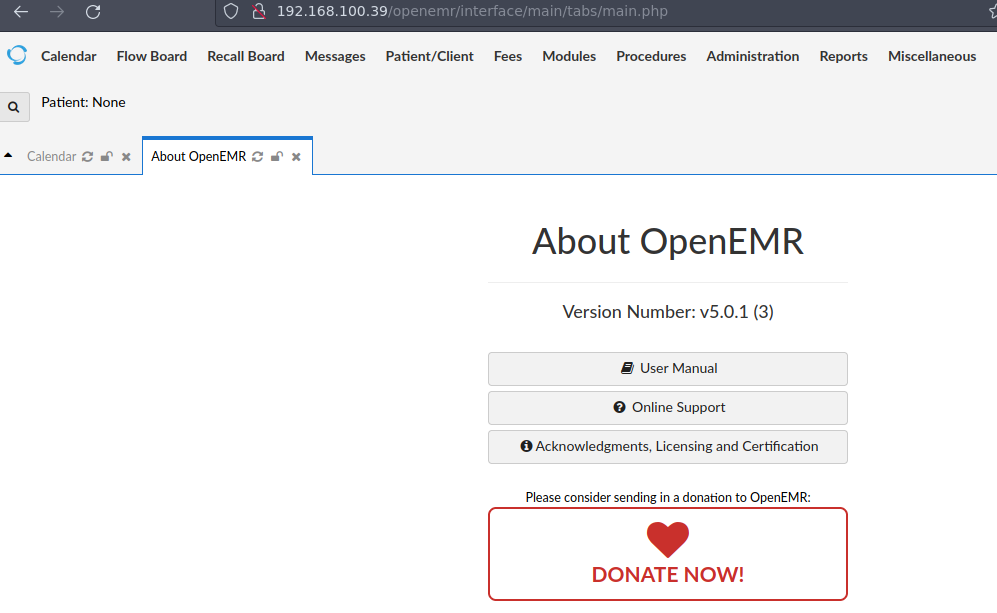 192.168.100.39/openemr/interface/main/tabs/main.php
Calendar Flow Board Recall Board Messages Patient/Client Fees Modules Procedures Administration Reports Miscellaneous
Patient: None
Calendar About OpenEMR
About OpenEMR
Version Number: v5.0.1 (3)
User Manual
Online Support
Acknowledgments, Licensing and Certification
Please consider sending in a donation to OpenEMR:
DONATE NOW!